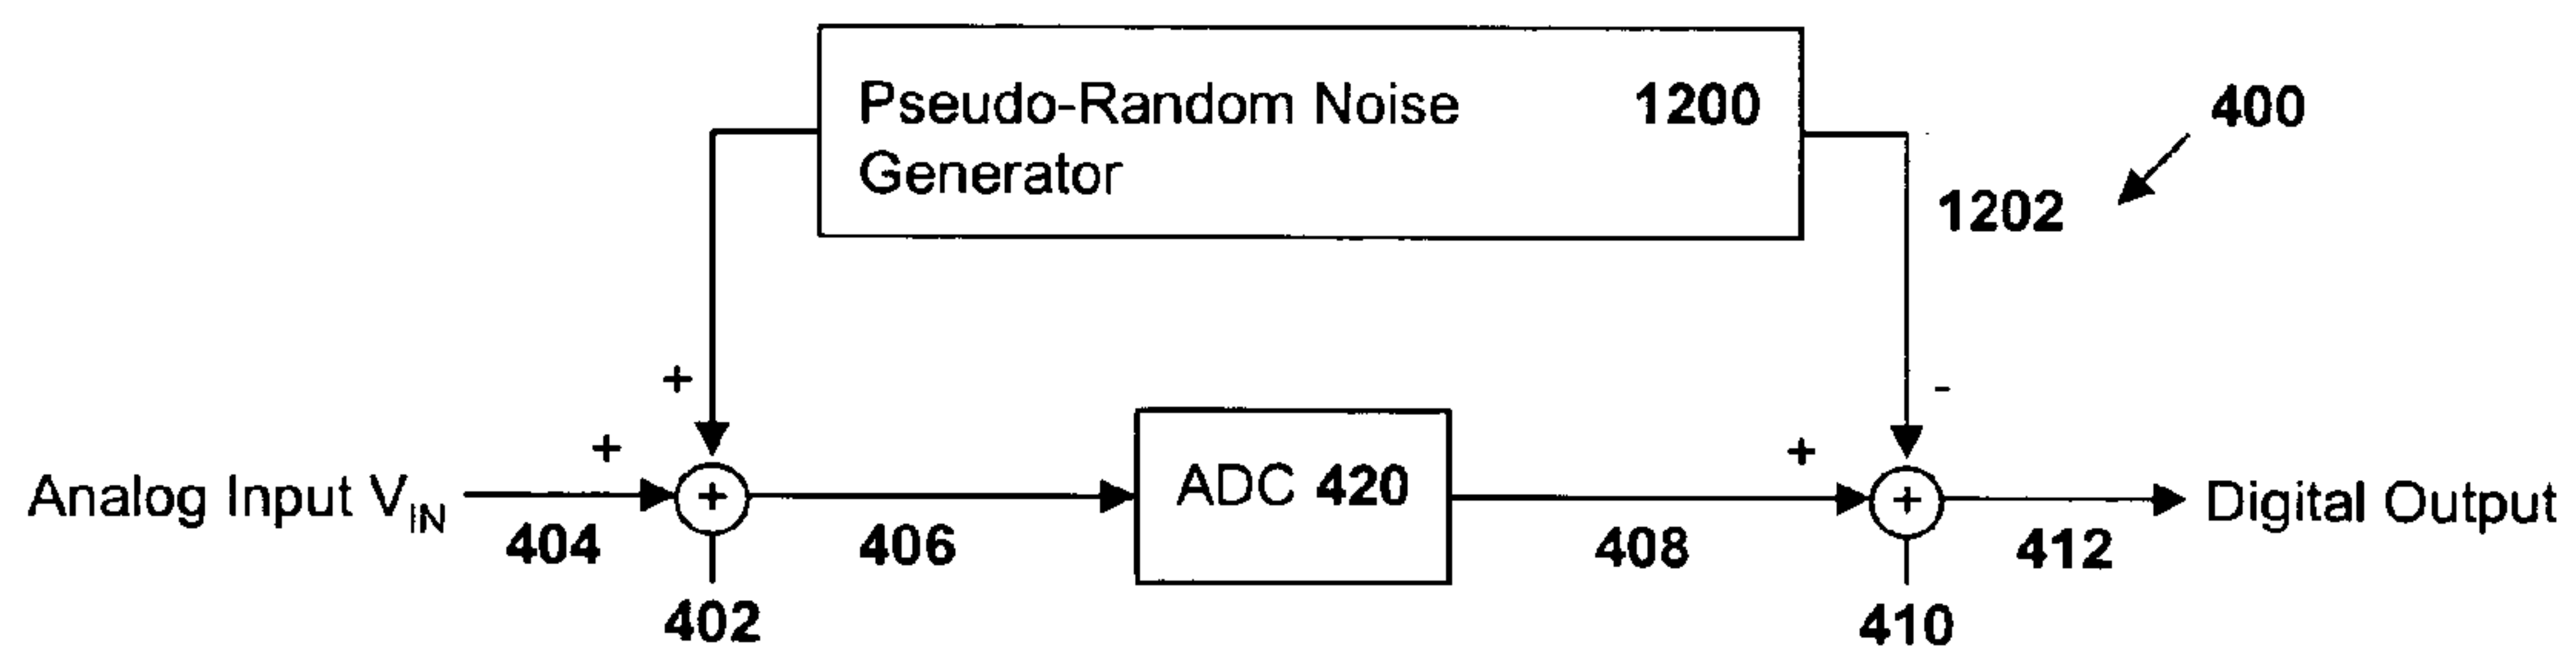 Pseudo-Random Noise 1200
Generator
400
1202
+
-
+
+
Analog Input VIN
+
ADC 420
+
Digital Output
404
406
408
412
402
410